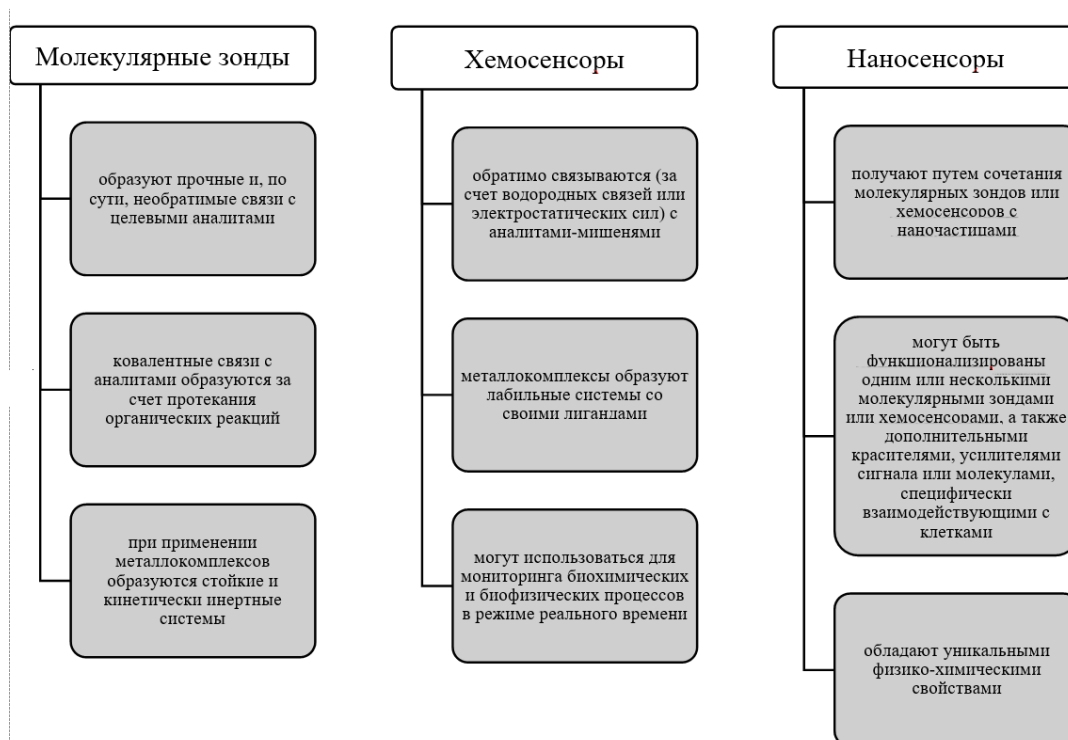 Молекулярные зонды
образуют прочные и, по
сути, необратимые связи с
целевыми аналитами
ковалентные связи с
аналитами образуются за
счет протекания
органических реакций
при применении
металлокомплексов
образуются стойкие и
кинетически инертные
системы
Хемосенсоры
обратимо связываются (за
счет водородных связей или
электростатических сил) с
аналитами-мишенями
металлокомплексы образуют
лабильные системы со
своими лигандами
могут использоваться для
мониторинга биохимических
и биофизических процессов
в режиме реального времени
Наносенсоры
получают путем сочетания
молекулярных зондов или
хемосенсоров с
наночастицами
могут быть
функционализированы
одним или несколькими
молекулярными зондами
или хемосенсорами, а также
дополнительными
красителями, усилителями
сигнала или молекулами,
специфически
взаимодействующими с
клетками
обладают уникальными
физико-химическими
свойствами